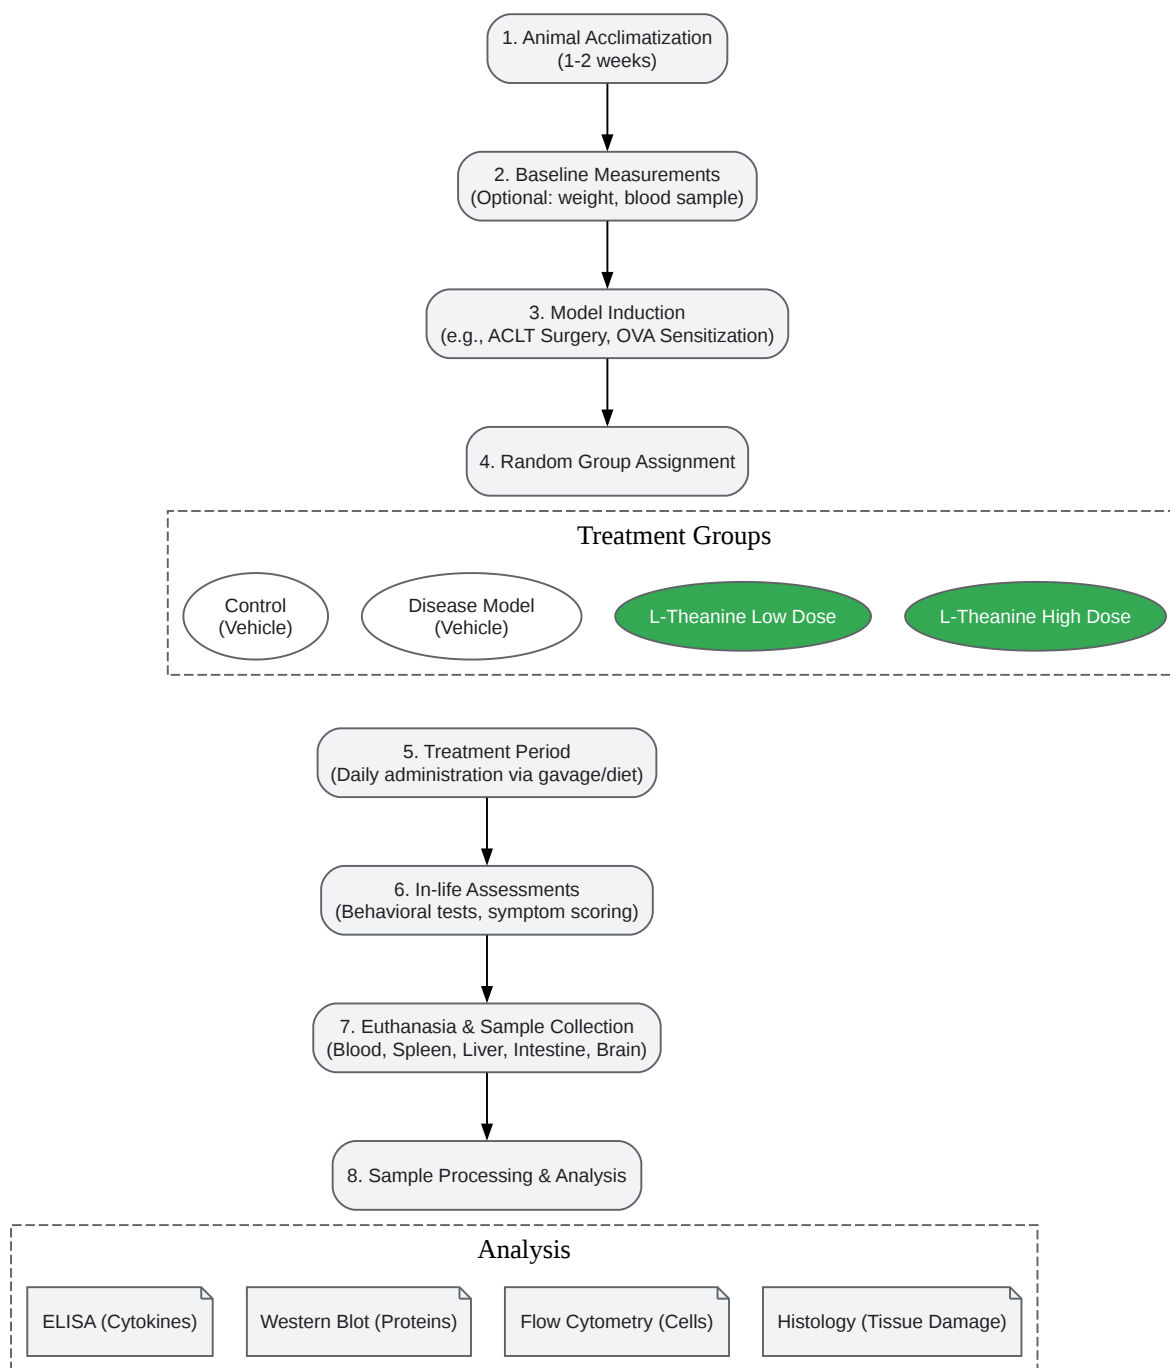 1. Animal Acclimatization
(1-2 weeks)
2. Baseline Measurements
(Optional: weight, blood sample)
3. Model Induction
(e.g., ACLT Surgery, OVA Sensitization)
4. Random Group Assignment
Treatment Groups
Control
(Vehicle)
Disease Model
(Vehicle)
L-Theanine Low Dose
L-Theanine High Dose
5. Treatment Period
(Daily administration via gavage/diet)
6. In-life Assessments
(Behavioral tests, symptom scoring)
7. Euthanasia & Sample Collection
(Blood, Spleen, Liver, Intestine, Brain)
8. Sample Processing & Analysis
Analysis
ELISA (Cytokines)
Western Blot (Proteins)
Flow Cytometry (Cells)
Histology (Tissue Damage)